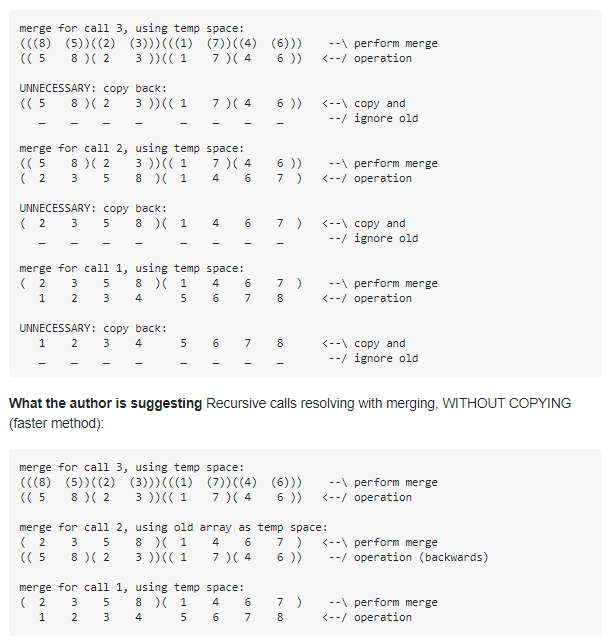 merge for call 3, using temp space:
(((8)  (5))((2)  (3)))(((1)  (7))((4)  (6)))    --\ perform merge
(( 5    8 )( 2    3 ))(( 1    7 )( 4    6 ))   <--/ operation
UNNECESSARY: copy back:
(( 5    8 )( 2    3 ))(( 1    7 )( 4    6 ))   <--\ copy and
   _    _    _    _      _    _    _    _       --/ ignore old
merge for call 2, using temp space:
(( 5    8 )( 2    3 ))(( 1    7 )( 4    6 ))    --\ perform merge
(  2    3    5    8 )(  1    4    6    7  )   <--/ operation
UNNECESSARY: copy back:
(  2    3    5    8 )(  1    4    6    7  )   <--\ copy and
   _    _    _    _      _    _    _    _       --/ ignore old
merge for call 1, using temp space:
(  2    3    5    8 )(  1    4    6    7  )    --\ perform merge
   1    2    3    4      5    6    7    8      <--/ operation
UNNECESSARY: copy back:
   1    2    3    4      5    6    7    8      <--\ copy and
   _    _    _    _      _    _    _    _       --/ ignore old
What the author is suggesting Recursive calls resolving with merging, WITHOUT COPYING
(faster method):
merge for call 3, using temp space:
(((8)  (5))((2)  (3)))(((1)  (7))((4)  (6)))    --\ perform merge
(( 5    8 )( 2    3 ))(( 1    7 )( 4    6 ))   <--/ operation
merge for call 2, using old array as temp space:
(  2    3    5    8 )(  1    4    6    7  )   <--\ perform merge
(( 5    8 )( 2    3 ))(( 1    7 )( 4    6 ))    --/ operation (backwards)
merge for call 1, using temp space:
(  2    3    5    8 )(  1    4    6    7  )    --\ perform merge
   1    2    3    4      5    6    7    8      <--/ operation